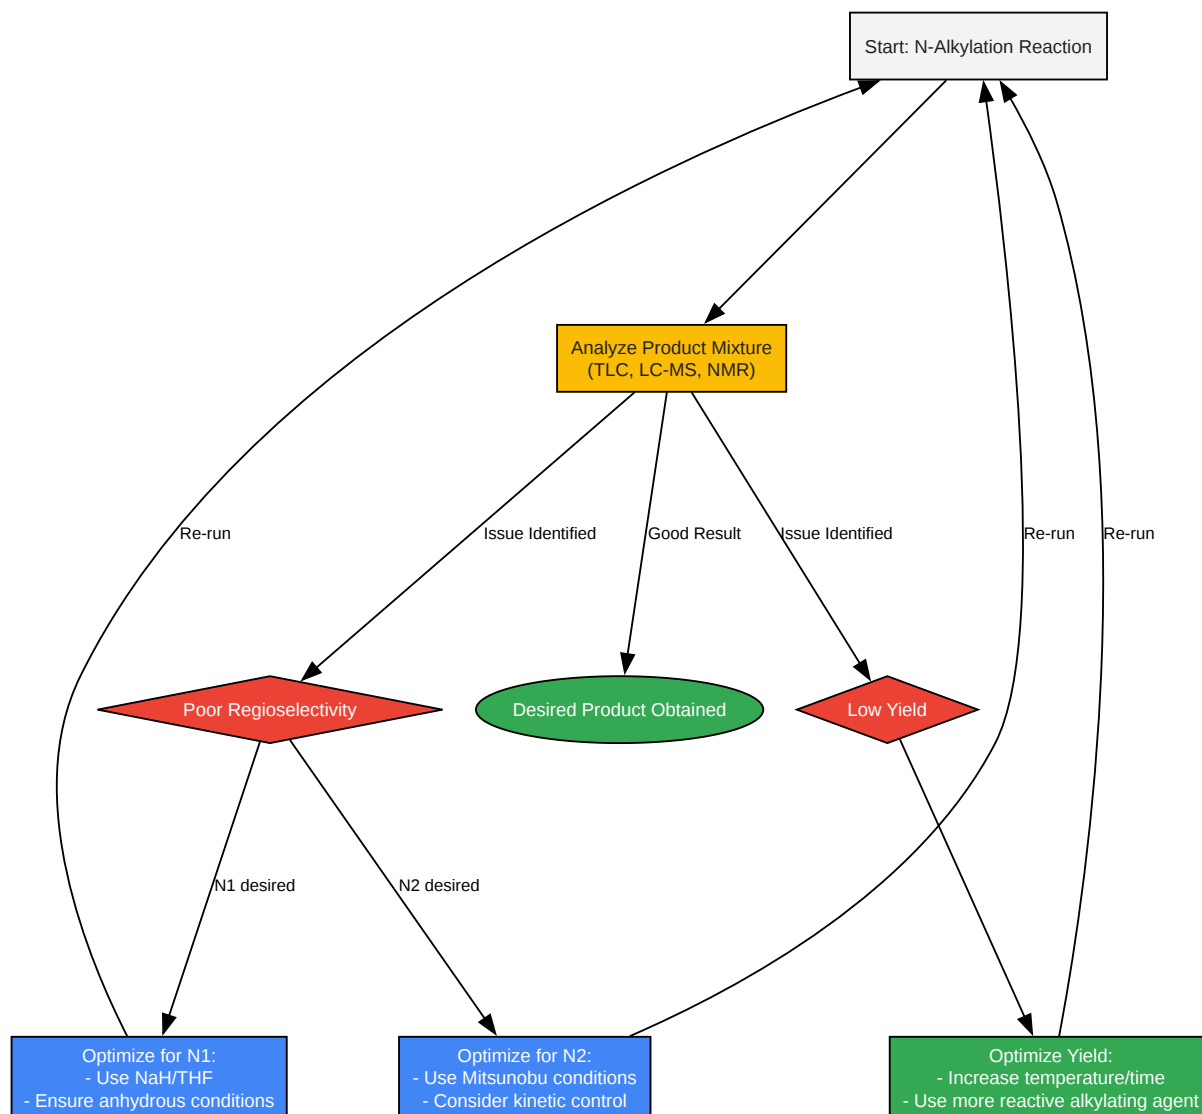 Start: N-Alkylation Reaction
Analyze Product Mixture
(TLC, LC-MS, NMR)
Re-run
Issue Identified
Good Result
Issue Identified
Re-run
Re-run
Poor Regioselectivity
Desired Product Obtained
Low Yield
N1 desired
N2 desired
Optimize for N1:
- Use NaH/THF
- Ensure anhydrous conditions
Optimize for N2:
- Use Mitsunobu conditions
- Consider kinetic control
Optimize Yield:
- Increase temperature/time
- Use more reactive alkylating agent